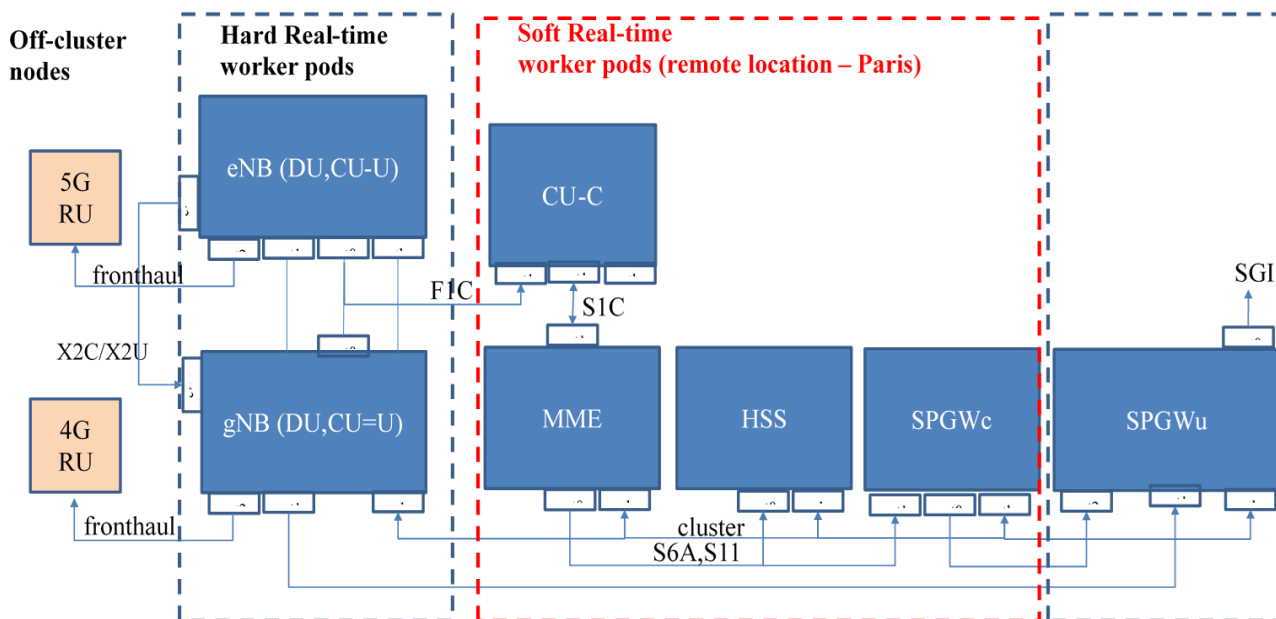 Off-cluster
nodes
Hard Real-time
worker pods
Soft Real-time
worker pods (remote location – Paris)
5G
RU
eNB (DU,CU-U)
CU-C
fronthaul
F1C
S1C
SGI
X2C/X2U
4G
RU
gNB (DU,CU=U)
MME
HSS
SPGWc
SPGWu
fronthaul
cluster
S6A,S11